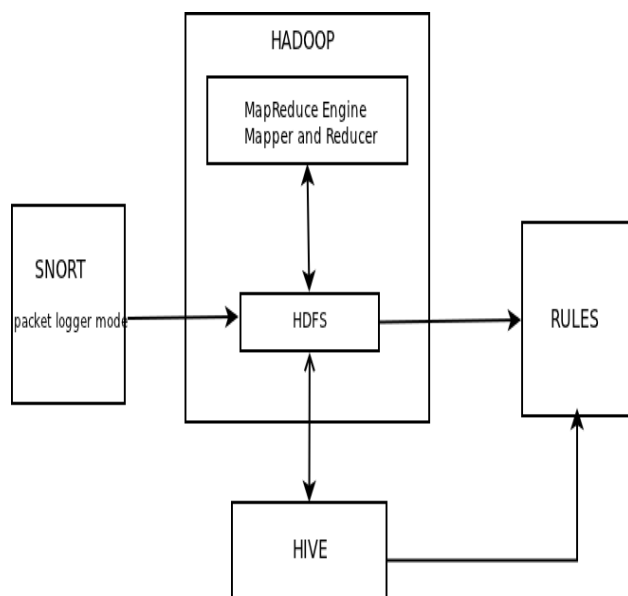 HADOOP
MapReduce Engine
Mapper and Reducer
SNORT
packet logger mode
HDFS
RULES
HIVE